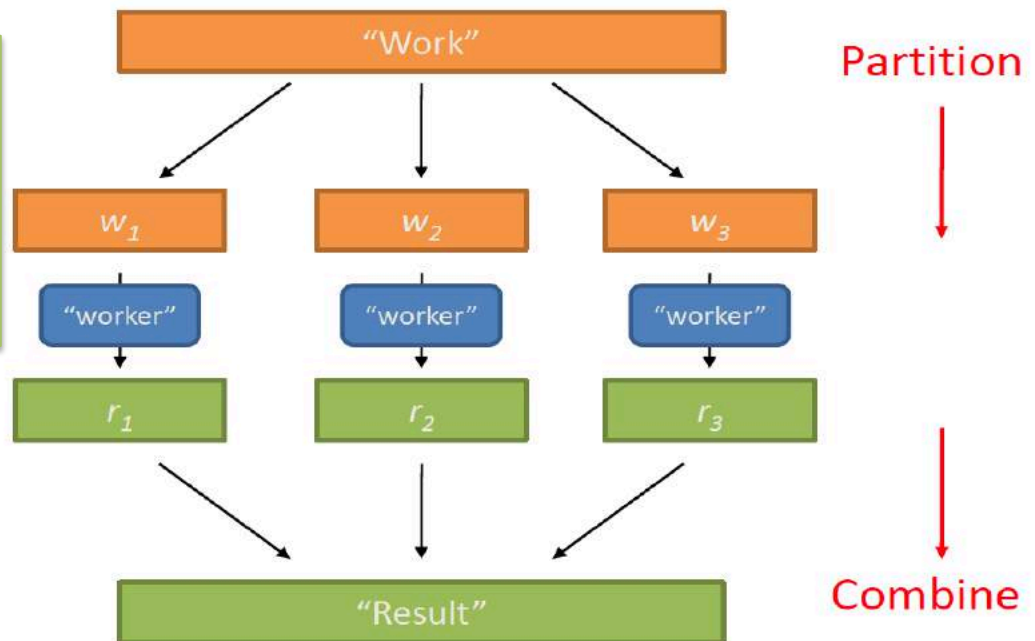 “Work”
Partition
w₁ w₂ w₃
“worker” “worker” “worker”
r₁ r₂ r₃
“Result”
Combine